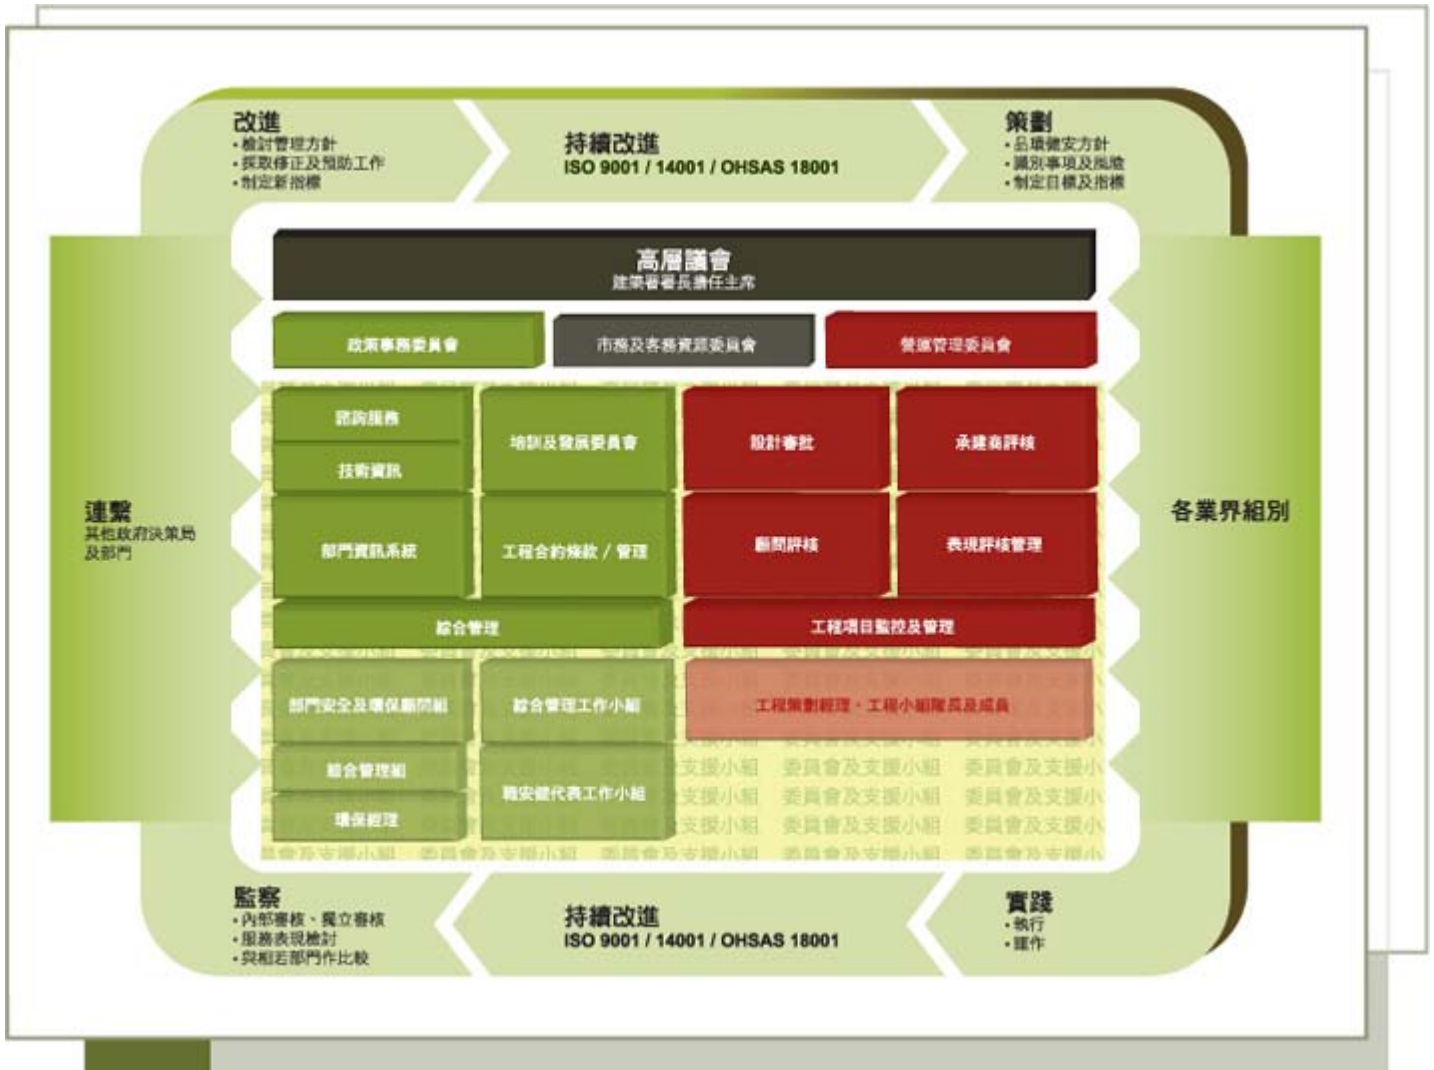 改進
•檢討管理方針
•採取修正及預防工作
•制定新指標
持續改進
ISO 9001 / 14001 / OHSAS 18001
策劃
•品環健安方針
•識別事項及風險
•制定目標及指標
高層議會
建築署署長擔任主席
政策事務委員會
市務及客務資源委員會
營運管理委員會
諮詢服務
技術資訊
培訓及發展委員會
設計審批
承建商評核
部門資訊系統
工程合約條款 / 管理
顧問評核
表現評核管理
綜合管理
工程項目監控及管理
部門安全及環保顧問組
綜合管理工作小組
工程策劃經理、工程小組隊長及成員
綜合管理組
環保經理
職安健代表工作小組
委員會及支援小組
連繫
其他政府決策局
及部門
各業界組別
監察
•內部審核、獨立審核
•服務表現檢討
•與相若部門作比較
持續改進
ISO 9001 / 14001 / OHSAS 18001
實踐
•執行
•運作